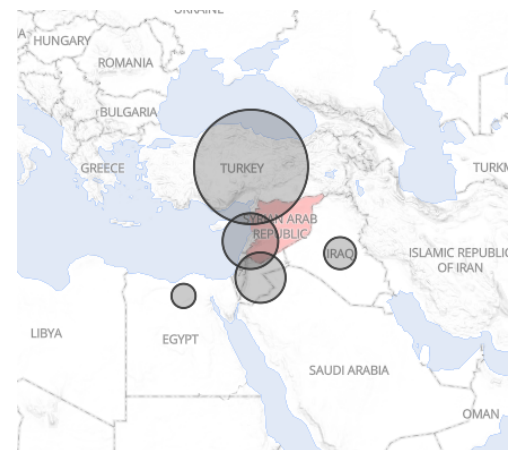 UKRAINE
HUNGARY
ROMANIA
BULGARIA
GREECE
TURKEY
TURKM
SYRIAN ARAB
REPUBLIC
IRAQ
ISLAMIC REPUBLIC
OF IRAN
LIBYA
EGYPT
SAUDI ARABIA
OMAN